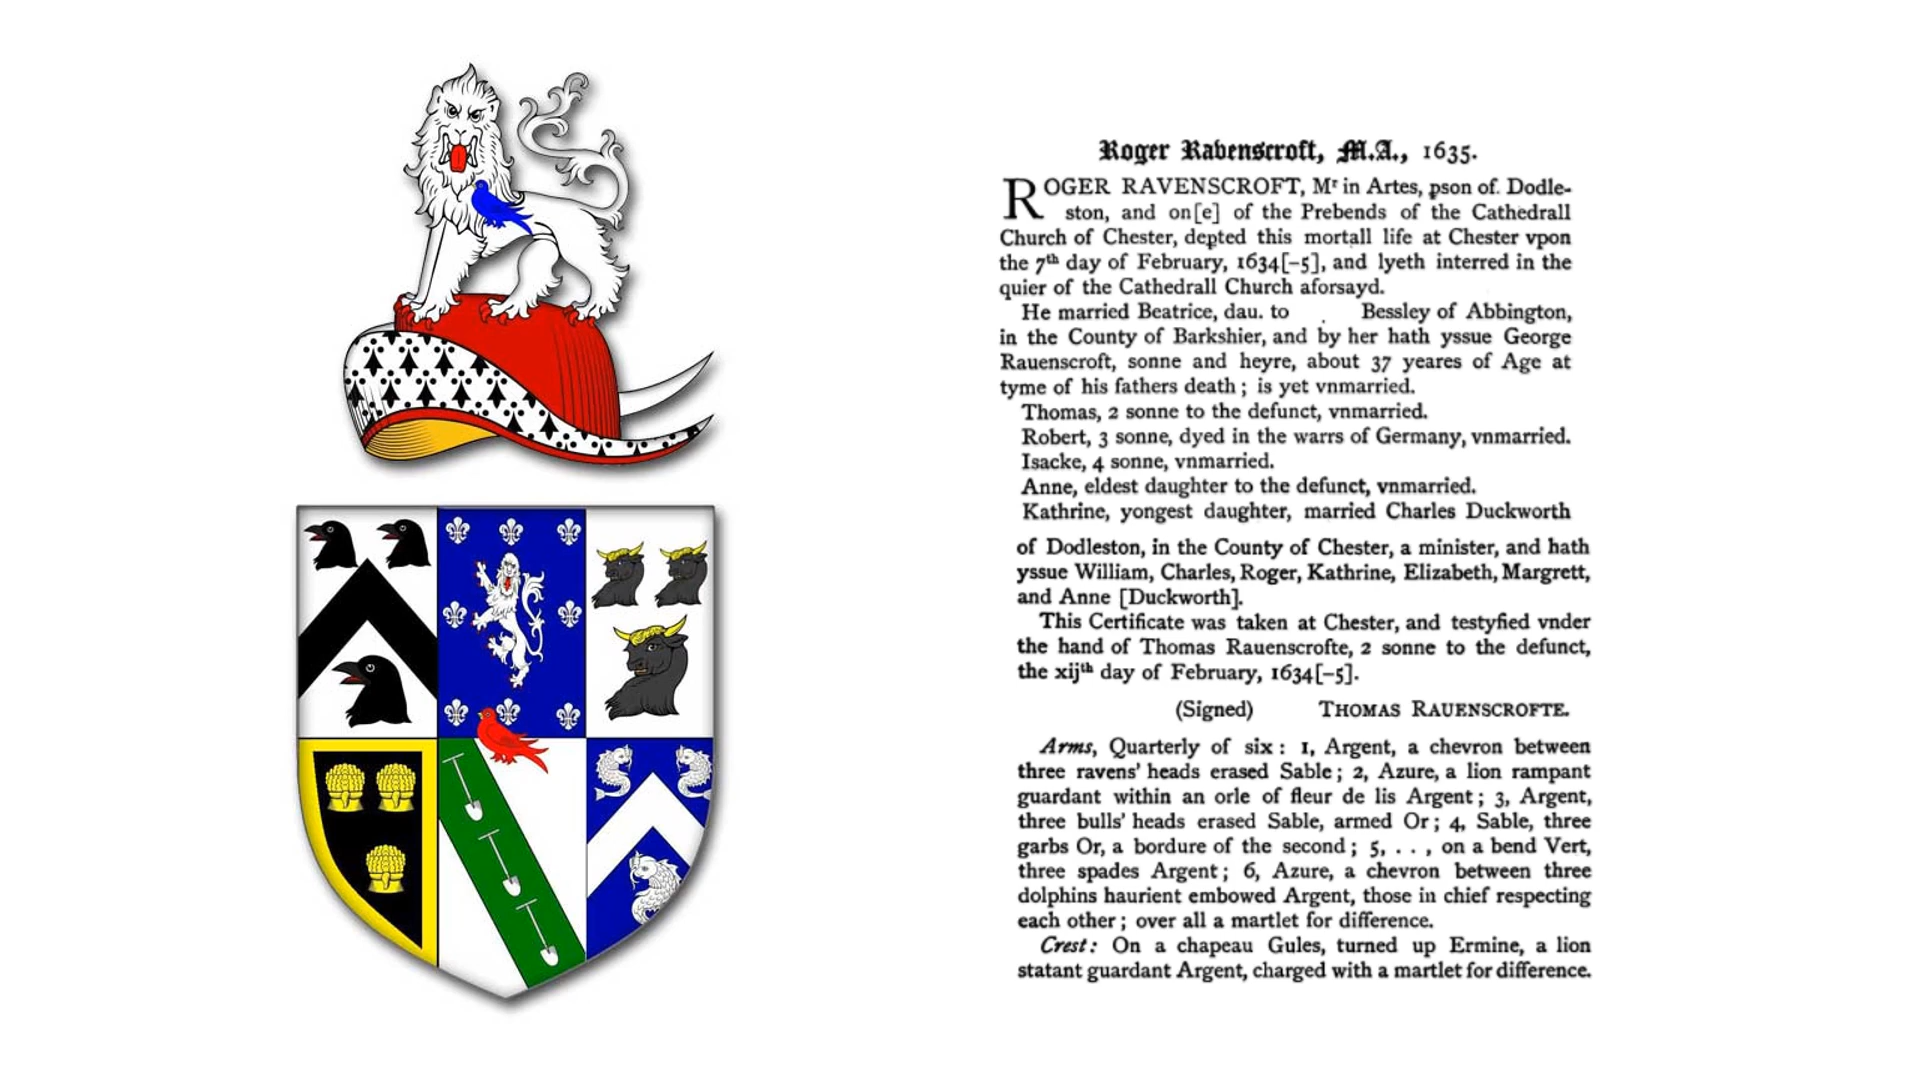 Roger Ravenscroft, M.A., 1635.
ROGER RAVENSCROFT, Mr in Artes, pson of Dodle-
ston, and on[e] of the Prebends of the Cathedrall
Church of Chester, depted this mortall life at Chester vpon
the 7th day of February, 1634[-5], and lyeth interred in the
quier of the Cathedrall Church aforsayd.
He married Beatrice, dau. to . Bessley of Abbington,
in the County of Barkshier, and by her hath yssue George
Rauenscroft, sonne and heyre, about 37 yeares of Age at
tyme of his fathers death; is yet vnmarried.
Thomas, 2 sonne to the defunct, vnmarried.
Robert, 3 sonne, dyed in the warrs of Germany, vnmarried.
Isacke, 4 sonne, vnmarried.
Anne, eldest daughter to the defunct, vnmarried.
Kathrine, yongest daughter, married Charles Duckworth
of Dodleston, in the County of Chester, a minister, and hath
yssue William, Charles, Roger, Kathrine, Elizabeth, Margrett,
and Anne [Duckworth].
This Certificate was taken at Chester, and testyfied vnder
the hand of Thomas Rauenscrofte, 2 sonne to the defunct,
the xijth day of February, 1634[-5].
(Signed) THOMAS RAUENSCROFTE.
Arms, Quarterly of six: 1, Argent, a chevron between
three ravens' heads erased Sable; 2, Azure, a lion rampant
guardant within an orle of fleur de lis Argent; 3, Argent,
three bulls' heads erased Sable, armed Or; 4, Sable, three
garbs Or, a bordure of the second; 5, . . , on a bend Vert,
three spades Argent; 6, Azure, a chevron between three
dolphins haurient embowed Argent, those in chief respecting
each other; over all a martlet for difference.
Crest: On a chapeau Gules, turned up Ermine, a lion
statant guardant Argent, charged with a martlet for difference.